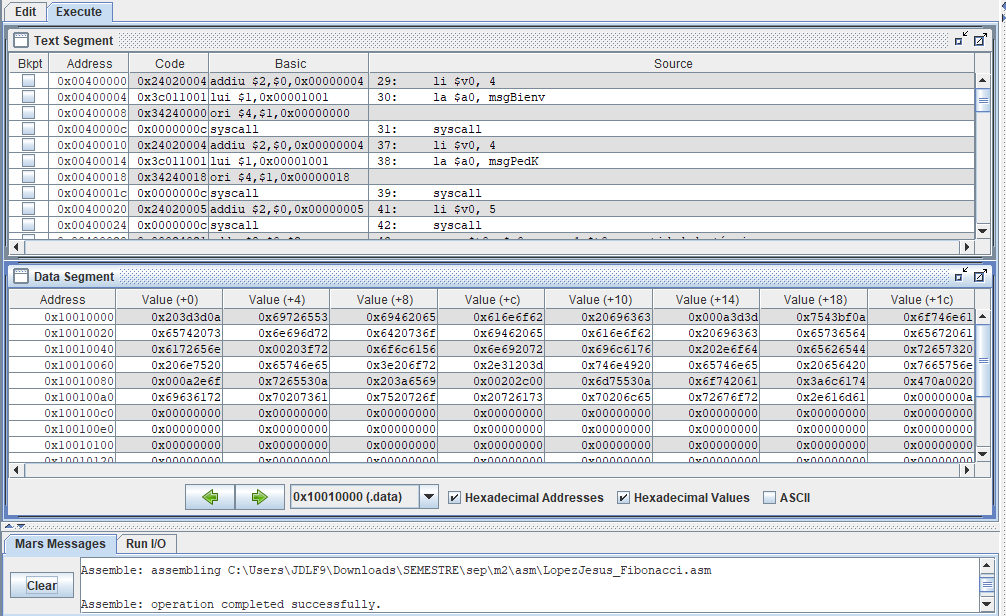 Edit Execute
Text Segment
Bkpt Address Code Basic Source
0x00400000 0x24020004 addiu $2,$0,0x00000004 29: li $v0, 4
0x00400004 0x3c011001 lui $1,0x00001001 30: la $a0, msgBienv
0x00400008 0x34240000 ori $4,$1,0x00000000
0x0040000c 0x0000000c syscall 31: syscall
0x00400010 0x24020004 addiu $2,$0,0x00000004 37: li $v0, 4
0x00400014 0x3c011001 lui $1,0x00001001 38: la $a0, msgPedK
0x00400018 0x34240018 ori $4,$1,0x00000018
0x0040001c 0x0000000c syscall 39: syscall
0x00400020 0x24020005 addiu $2,$0,0x00000005 41: li $v0, 5
0x00400024 0x0000000c syscall 42: syscall
Data Segment
Address Value (+0) Value (+4) Value (+8) Value (+c) Value (+10) Value (+14) Value (+18) Value (+1c)
0x10010000 0x203d3d0a 0x69726553 0x69462065 0x616e6f62 0x20696363 0x000a3d3d 0x7543bf0a 0x6f746e61
0x10010020 0x65742073 0x6e696d72 0x6420736f 0x69462065 0x616e6f62 0x20696363 0x65736564 0x65672061
0x10010040 0x6172656e 0x00203f72 0x6f6c6156 0x6e692072 0x696c6176 0x202e6f64 0x65626544 0x72657320
0x10010060 0x206e7520 0x65746e65 0x3e206f72 0x2e31203d 0x746e4920 0x65746e65 0x20656420 0x7665756e
0x10010080 0x000a2e6f 0x7265530a 0x203a6569 0x00202c00 0x6d75530a 0x6f742061 0x3a6c6174 0x470a0020
0x100100a0 0x69636172 0x70207361 0x7520726f 0x20726173 0x70206c65 0x72676f72 0x2e616d61 0x0000000a
0x100100c0 0x00000000 0x00000000 0x00000000 0x00000000 0x00000000 0x00000000 0x00000000 0x00000000
0x100100e0 0x00000000 0x00000000 0x00000000 0x00000000 0x00000000 0x00000000 0x00000000 0x00000000
0x10010100 0x00000000 0x00000000 0x00000000 0x00000000 0x00000000 0x00000000 0x00000000 0x00000000
0x10010120 0x00000000 0x00000000 0x00000000 0x00000000 0x00000000 0x00000000 0x00000000 0x00000000
0x10010000 (.data) Hexadecimal Addresses Hexadecimal Values ASCII
Mars Messages Run I/O
Clear
Assemble: assembling C:\Users\JDLF9\Downloads\SEMESTRE\sep\m2\asm\LopezJesus_Fibonacci.asm
Assemble: operation completed successfully.